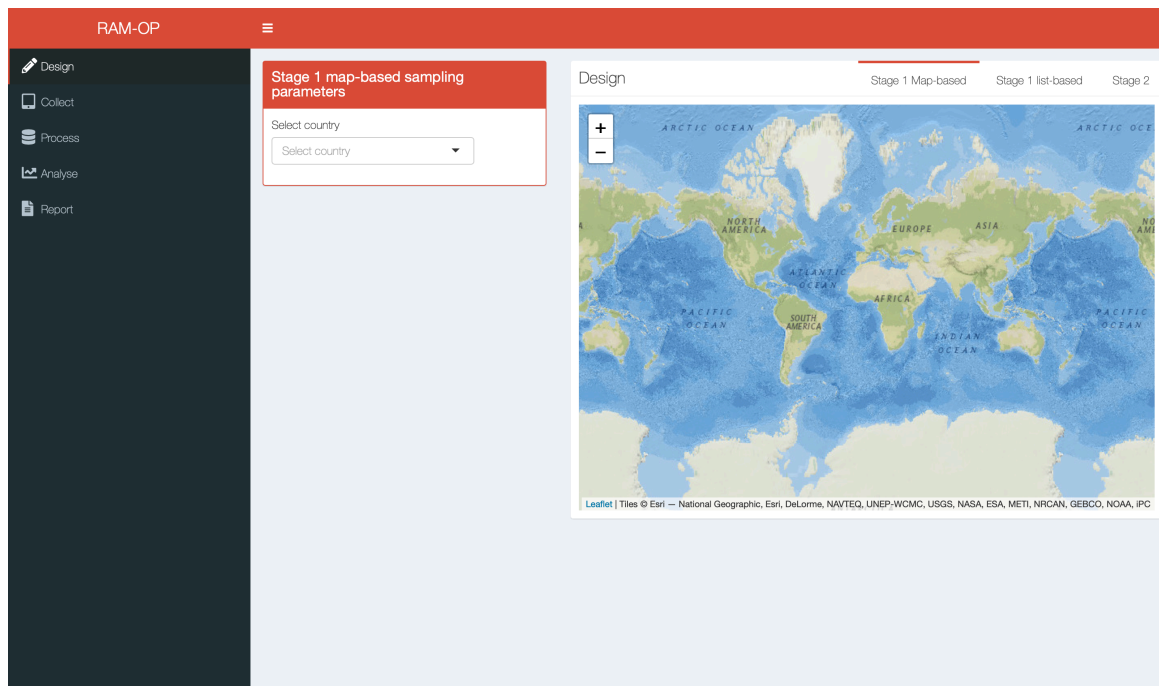 RAM-OP
Design
Collect
Process
Analyse
Report
Stage 1 map-based sampling
parameters
Select country
Select country
Design
Stage 1 Map-based
Stage 1 list-based
Stage 2
+
−
ARCTIC OCEAN
ARCTIC OCE
NORTH
AMERICA
EUROPE
ASIA
NO
AME
A
ATLANTIC
OCEAN
AFRICA
PACIFIC
OCEAN
SOUTH
AMERICA
INDIAN
OCEAN
PACIFIC
OCEAN
Leaflet | Tiles © Esri — National Geographic, Esri, DeLorme, NAVTEQ, UNEP-WCMC, USGS, NASA, ESA, METI, NRCAN, GEBCO, NOAA, iPC